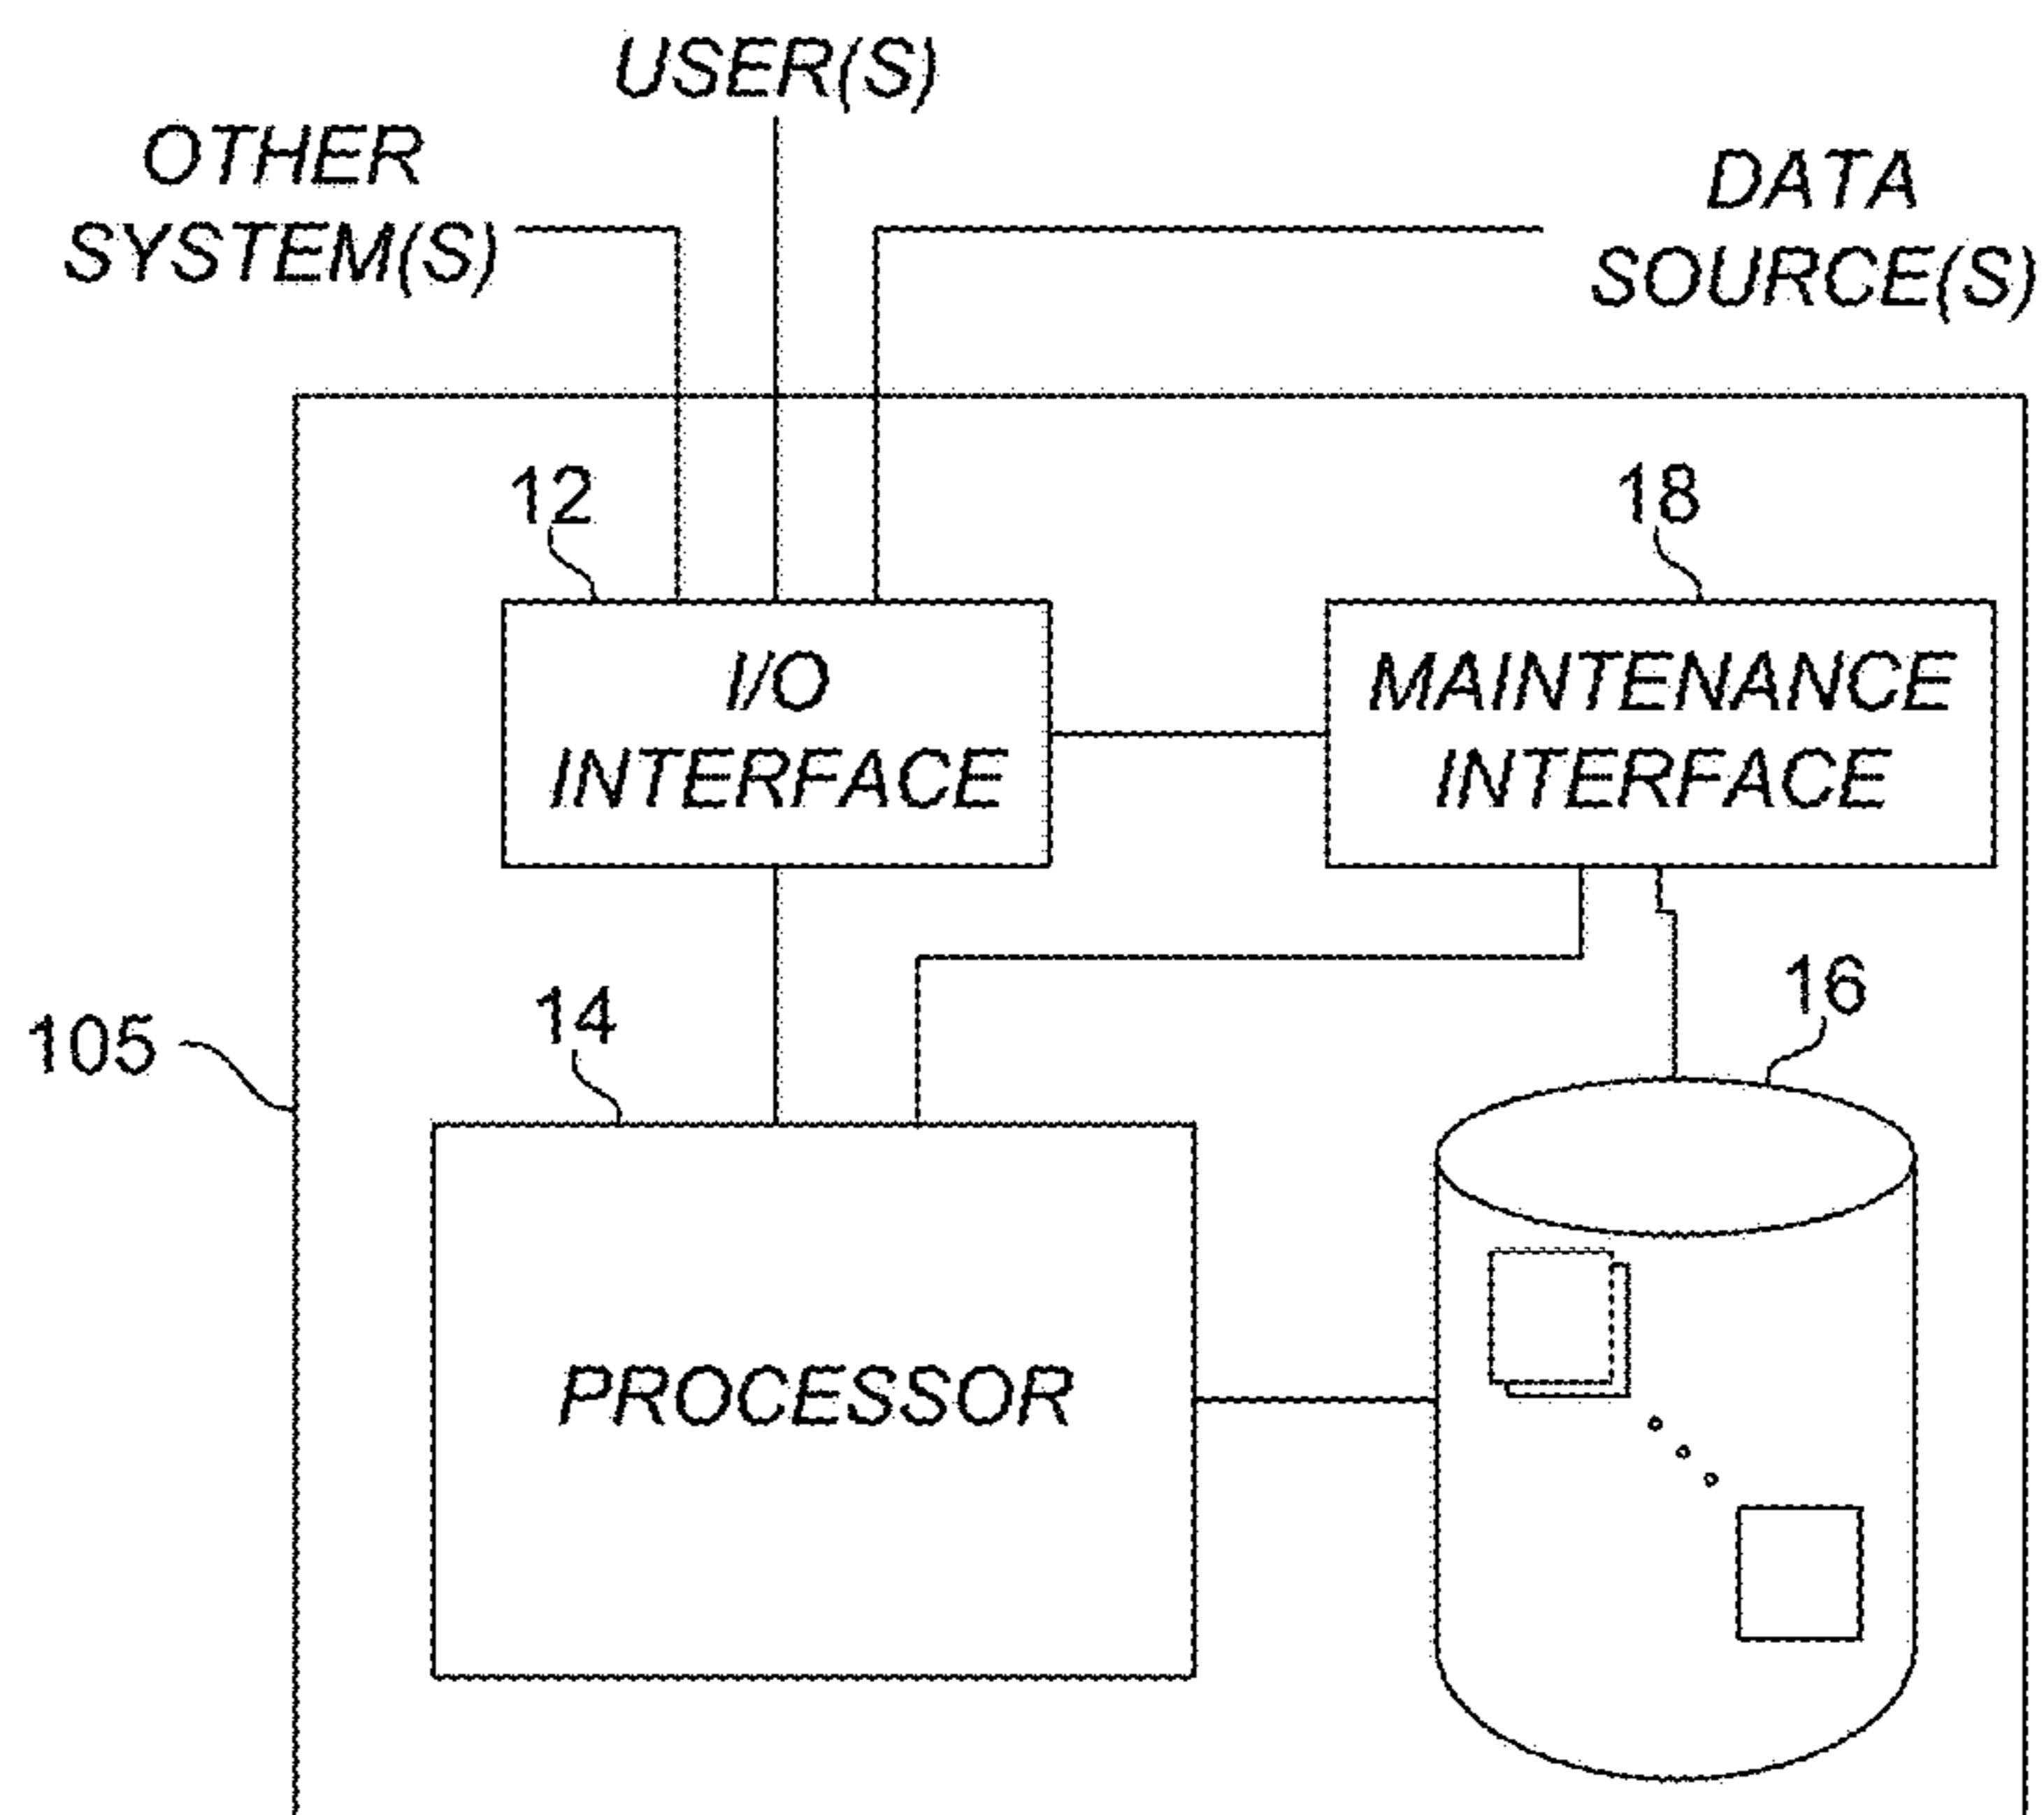 USER(S)
OTHER
SYSTEM(S)
DATA
SOURCE(S)
12
18
I/O
INTERFACE
MAINTENANCE
INTERFACE
14
16
105
PROCESSOR